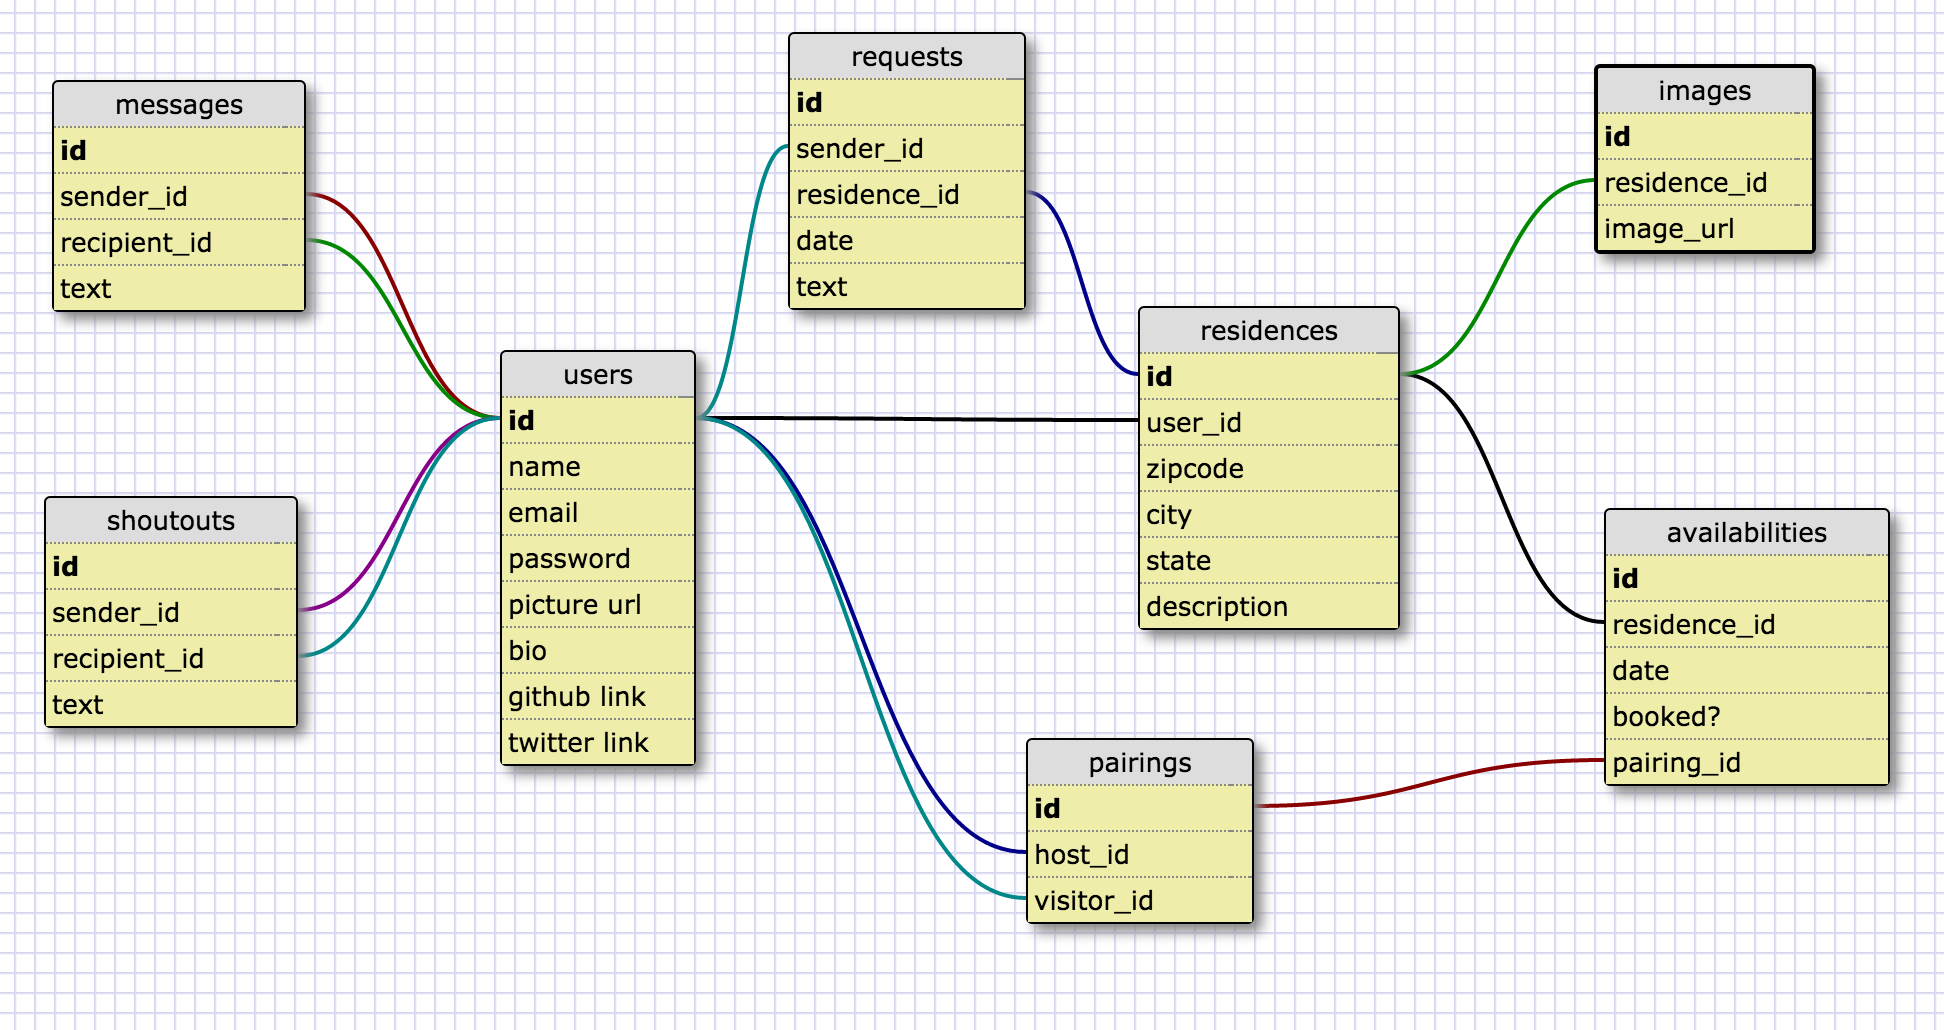 messages
id
sender_id
recipient_id
text
shoutouts
id
sender_id
recipient_id
text
users
id
name
email
password
picture url
bio
github link
twitter link
requests
id
sender_id
residence_id
date
text
residences
id
user_id
zipcode
city
state
description
pairings
id
host_id
visitor_id
images
id
residence_id
image_url
availabilities
id
residence_id
date
booked?
pairing_id